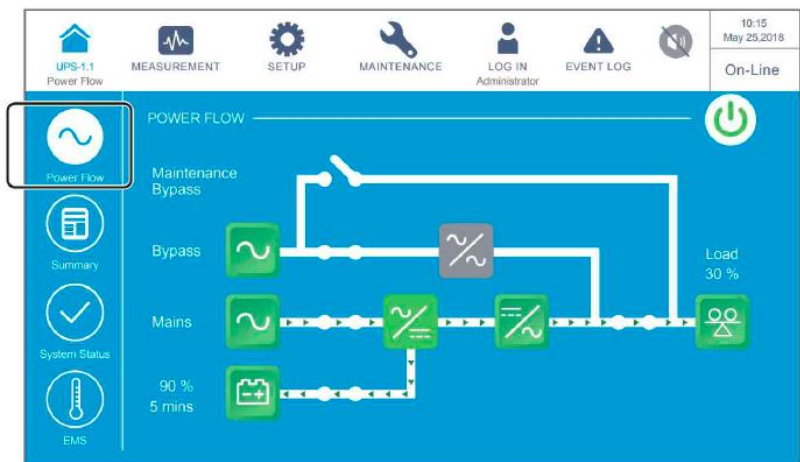 10:15
May 25,2018
UPS-1.1
Power Flow
MEASUREMENT
SETUP
MAINTENANCE
LOG IN
Administrator
EVENT LOG
On-Line
POWER FLOW
Power Flow
Maintenance
Bypass
Summary
Bypass
Load
30 %
Mains
System Status
90 %
5 mins
EMS